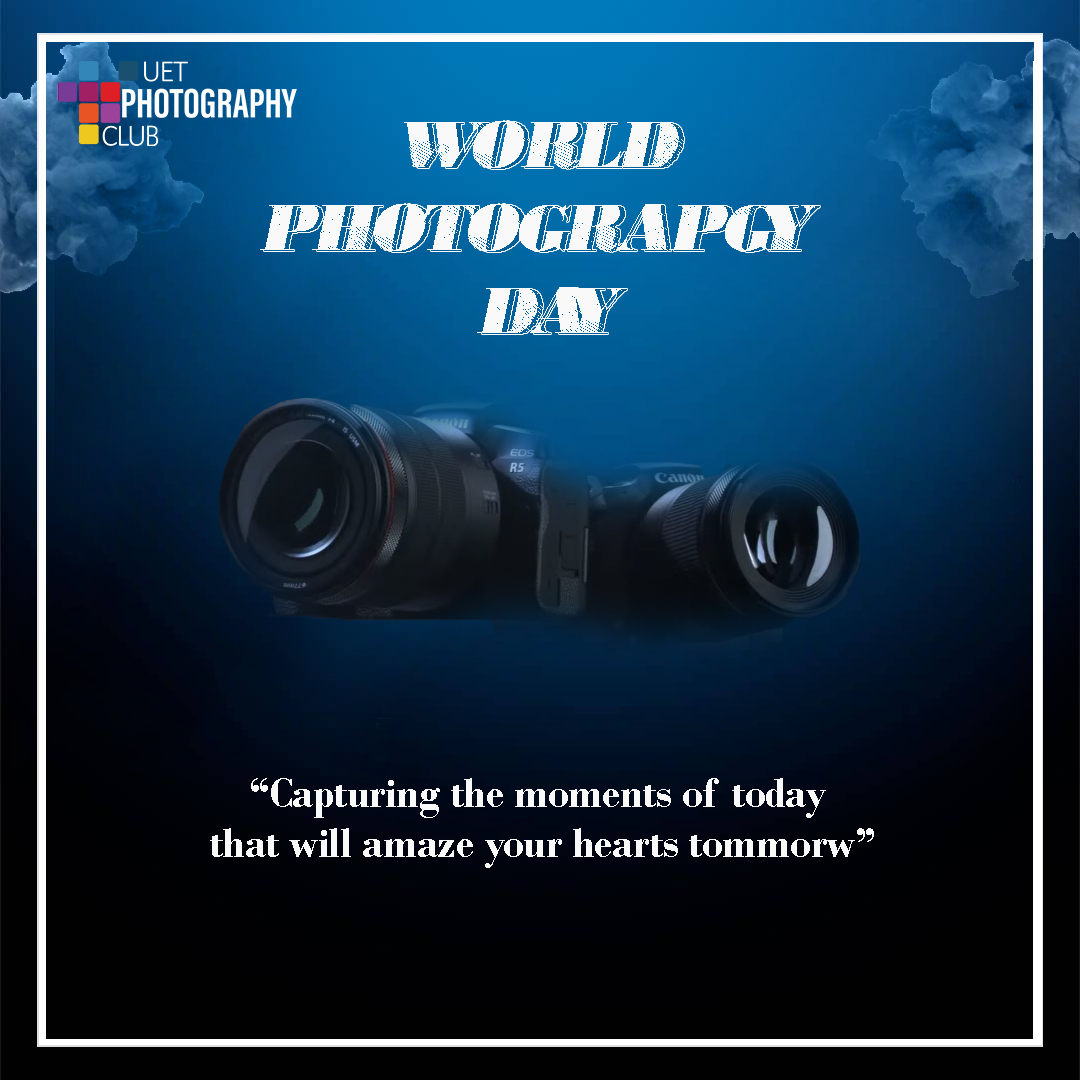 UET
PHOTOGRAPHY
CLUB
WORLD
PHOTOGRAPGY
DAY
EOS
R5
Canon
“Capturing the moments of today
that will amaze your hearts tommorw”